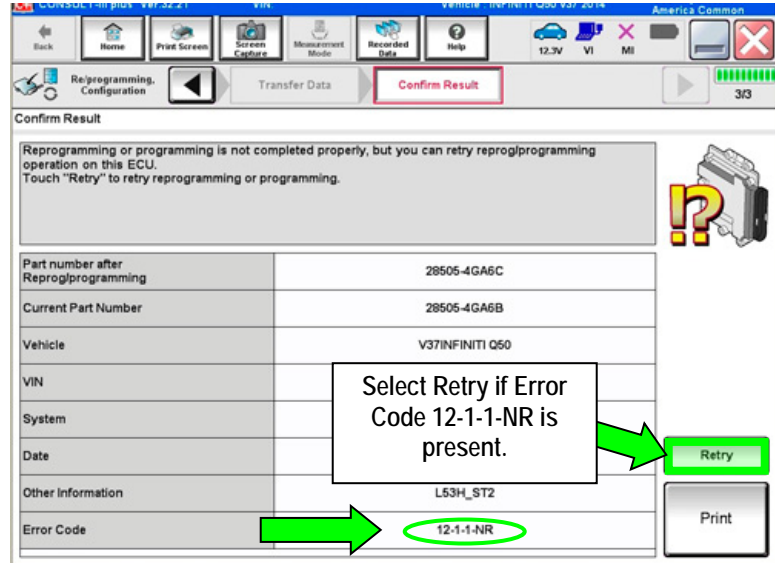 CONSULT-III plus Ver.32.21 VIN: Vehicle : INFINITI Q50 V37 2014 America Common
Back Home Print Screen Screen Capture Measurement Mode Recorded Data Help 12.3V VI MI
Re/programming, Configuration Transfer Data Confirm Result 3/3
Confirm Result
Reprogramming or programming is not completed properly, but you can retry reprog/programming
operation on this ECU.
Touch "Retry" to retry reprogramming or programming.
!?
Part number after
Reprog/programming
28505-4GA6C
Current Part Number 28505-4GA6B
Vehicle V37INFINITI Q50
VIN
System
Date
Select Retry if Error
Code 12-1-1-NR is
present.
Retry
Other Information L53H_ST2
Print
Error Code 12-1-1-NR